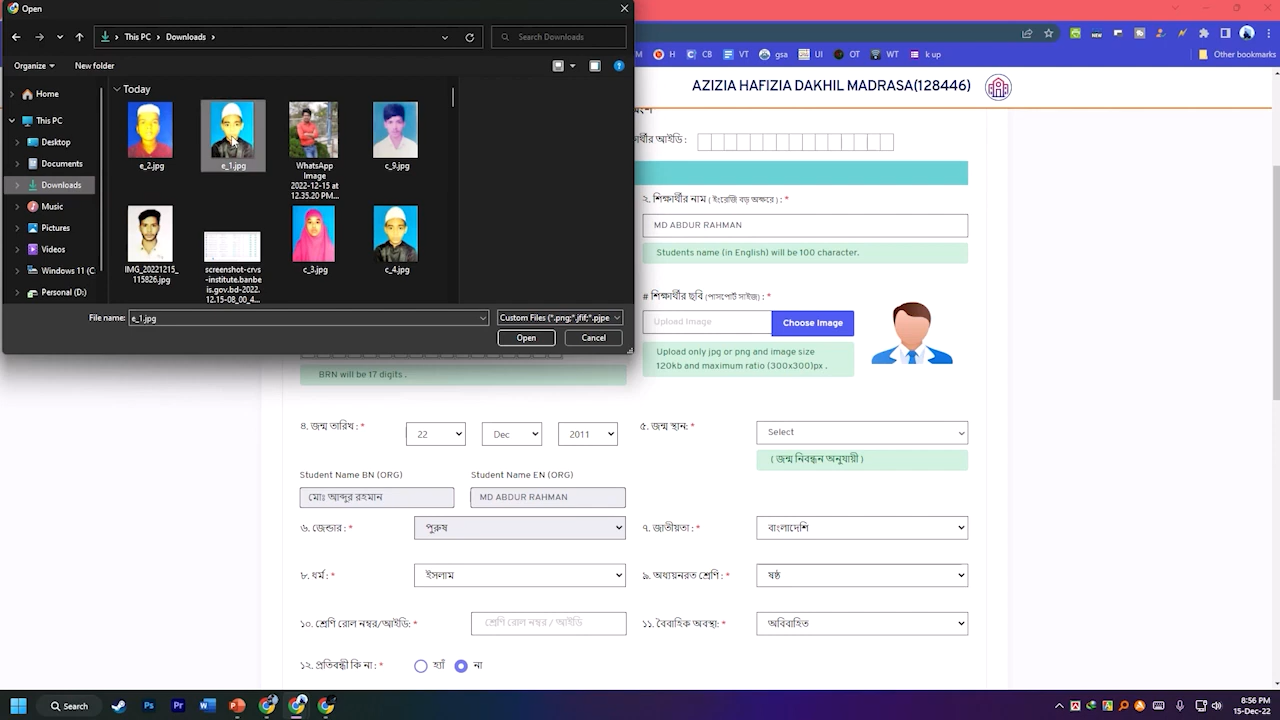 Open
This PC
Downloads
Search Downloads
Organize
New folder
Today
Home
This PC
Desktop
Documents
Downloads
Music
Pictures
Videos
Windows 11 (C
Personal (D:)
e_2.jpg
e_1.jpg
WhatsApp
Image
2022-12-15 at
12.35.20 PM...
c_9.jpg
IMG_20221215_
115826.jpg
screenshot-crvs
-institute.banbe
is.gov.bd-2022.
12.15-08_00_4...
c_3.jpg
c_4.jpg
File name:
e_1.jpg
Custom Files (*.png;*.jfif;*.pjpe
Open
Cancel
M
H
CB
VT
gsa
UI
OT
WT
k up
Other bookmarks
AZIZIA HAFIZIA DAKHIL MADRASA(128446)
র্থীর আইডি :
২. শিক্ষার্থীর নাম ( ইংরেজি বড় অক্ষরে ) : *
MD ABDUR RAHMAN
Students name (in English) will be 100 character.
# শিক্ষার্থীর ছবি (পাসপোর্ট সাইজ) : *
Upload Image
Choose Image
Upload only jpg or png and image size
120kb and maximum ratio (300x300)px .
BRN will be 17 digits .
৪. জন্ম তারিখ : *
22
Dec
2011
৫. জন্ম স্থান: *
Select
( জন্ম নিবন্ধন অনুযায়ী )
Student Name BN (ORG)
Student Name EN (ORG)
মোঃ আব্দুর রহমান
MD ABDUR RAHMAN
৬. জেন্ডার : *
পুরুষ
৭. জাতীয়তা : *
বাংলাদেশি
৮. ধর্ম : *
ইসলাম
৯. অধ্যয়নরত শ্রেণি : *
ষষ্ঠ
১০. শ্রেণি রোল নম্বর/আইডি: *
শ্রেণি রোল নম্বর / আইডি
১১. বৈবাহিক অবস্থা: *
অবিবাহিত
১২. প্রতিবন্ধী কি না : *
হ্যাঁ
না
Search
8:56 PM
15-Dec-22